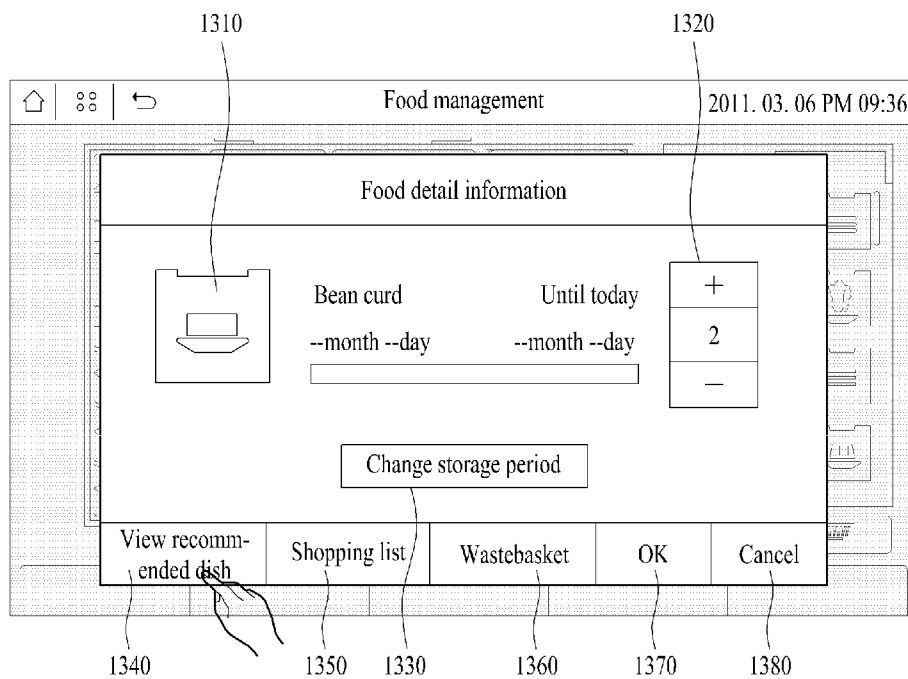 1310 1320
Food management 2011. 03. 06 PM 09:36
Food detail information
+
Bean curd Until today
2
--month --day --month --day
−
Change storage period
View recomm-
ended dish
Shopping list Wastebasket OK Cancel
1340 1350 1330 1360 1370 1380